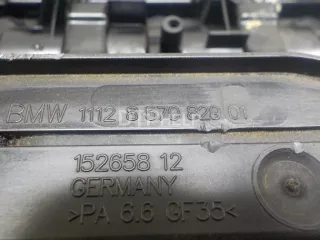 BMW 1112 8 570 828 01
152658 12
GERMANY
>PA 6.6 GF35<